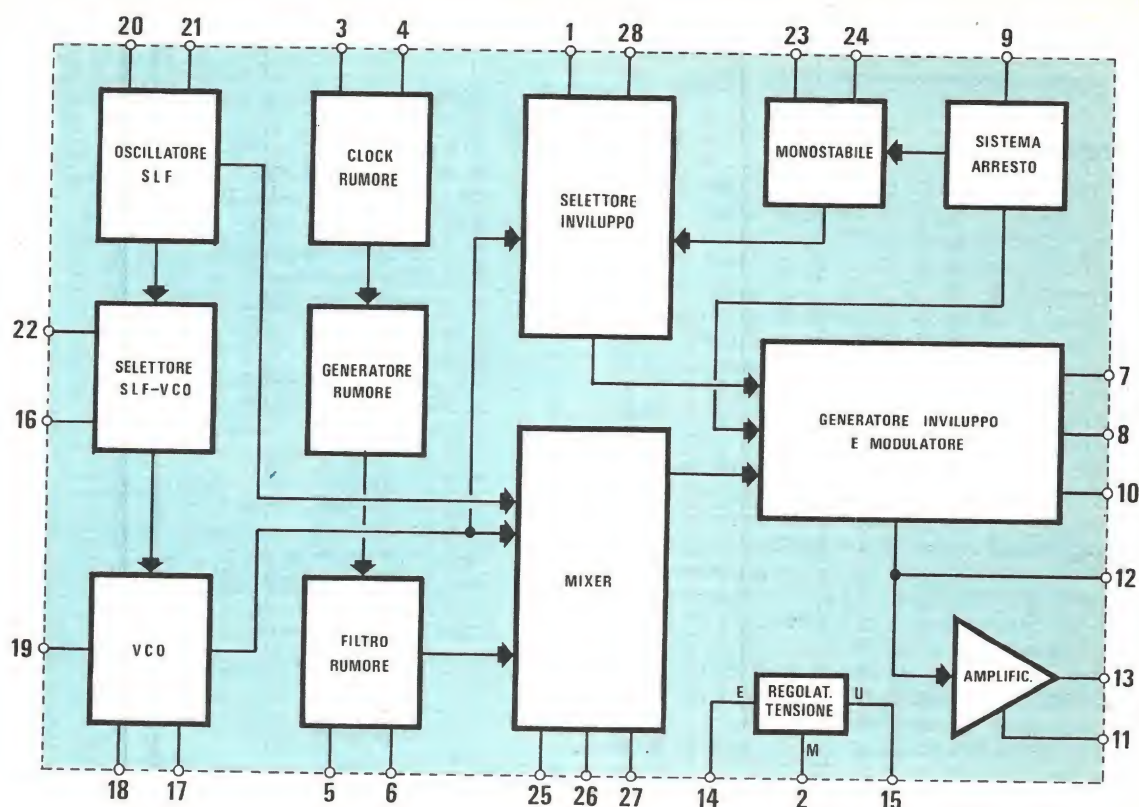 20 21 3 4 1 28 23 24 9
OSCILLATORE
SLF
CLOCK
RUMORE
SELETTORE
INVILUPPO
MONOSTABILE
SISTEMA
ARRESTO
22
16
SELETTORE
SLF-VCO
GENERATORE
RUMORE
GENERATORE INVILUPPO
E MODULATORE
7
8
10
12
19
VCO
FILTRO
RUMORE
MIXER
E
REGOLAT.
TENSIONE
U
M
AMPLIFIC.
13
11
18 17 5 6 25 26 27 14 2 15